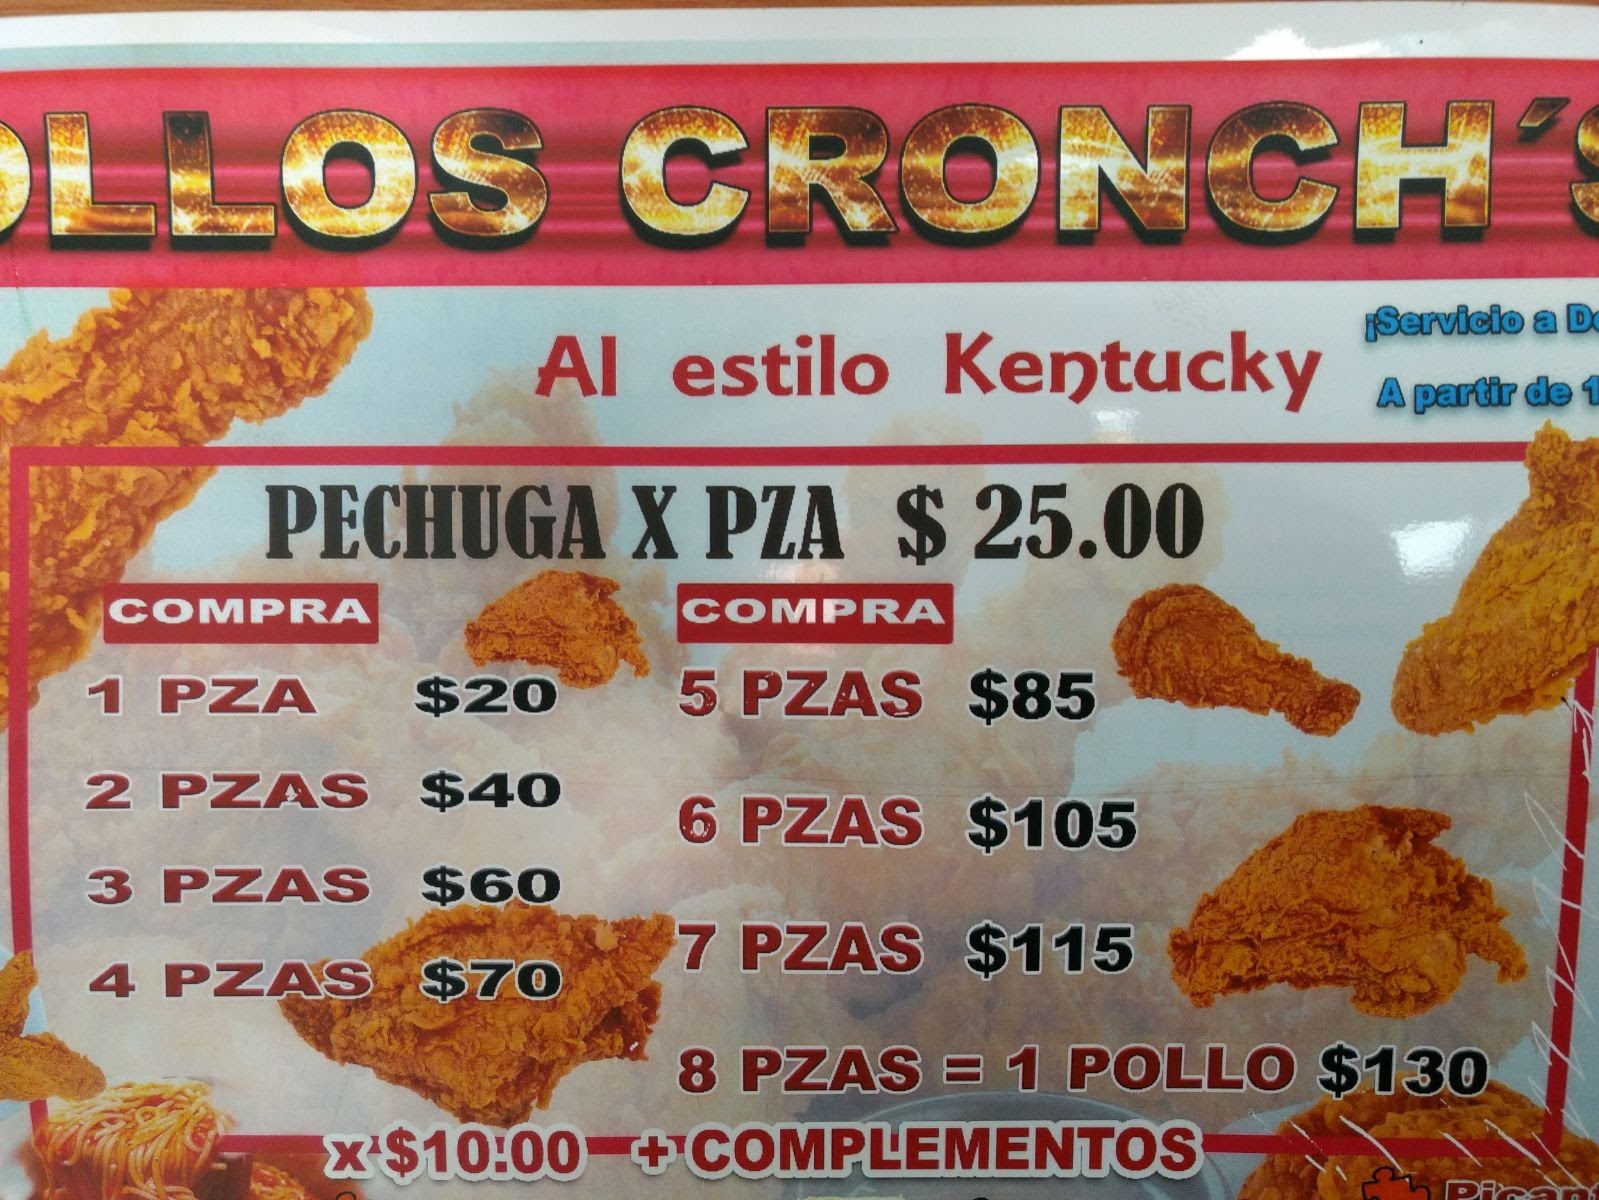 OLLOS CRONCH´S
Al estilo Kentucky
¡Servicio a
A partir de
PECHUGA X PZA $ 25.00
COMPRA
1 PZA $20
2 PZAS $40
3 PZAS $60
4 PZAS $70
COMPRA
5 PZAS $85
6 PZAS $105
7 PZAS $115
8 PZAS = 1 POLLO $130
x $10.00 + COMPLEMENTOS